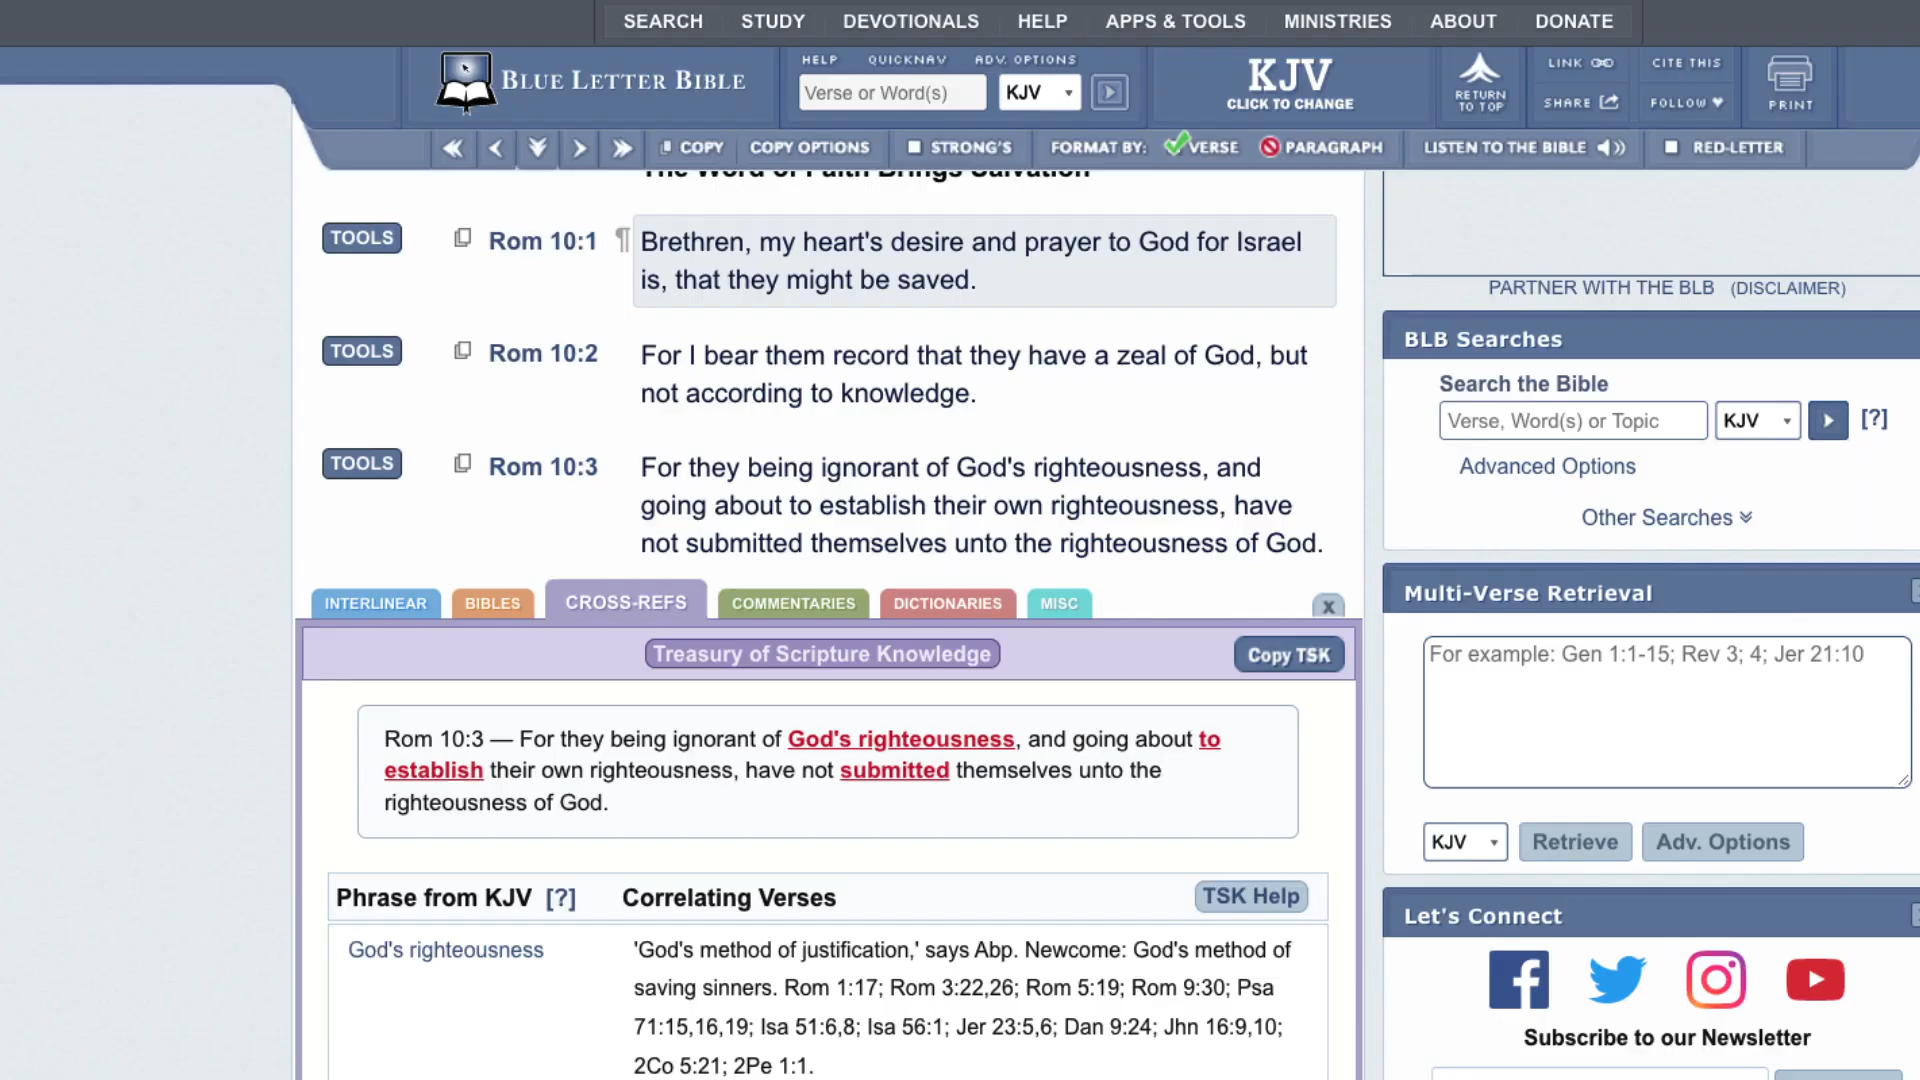 SEARCH STUDY DEVOTIONALS HELP APPS & TOOLS MINISTRIES ABOUT DONATE
BLUE LETTER BIBLE
HELP QUICKNAV ADV. OPTIONS
Verse or Word(s) KJV
KJV
CLICK TO CHANGE
RETURN
TO TOP
LINK
SHARE
CITE THIS
FOLLOW
PRINT
COPY COPY OPTIONS STRONG'S FORMAT BY: VERSE PARAGRAPH LISTEN TO THE BIBLE RED-LETTER
The Word of Faith Brings Salvation
TOOLS Rom 10:1 ¶ Brethren, my heart's desire and prayer to God for Israel
is, that they might be saved.
TOOLS Rom 10:2 For I bear them record that they have a zeal of God, but
not according to knowledge.
TOOLS Rom 10:3 For they being ignorant of God's righteousness, and
going about to establish their own righteousness, have
not submitted themselves unto the righteousness of God.
INTERLINEAR BIBLES CROSS-REFS COMMENTARIES DICTIONARIES MISC X
Treasury of Scripture Knowledge Copy TSK
Rom 10:3 — For they being ignorant of God's righteousness, and going about to
establish their own righteousness, have not submitted themselves unto the
righteousness of God.
Phrase from KJV [?] Correlating Verses TSK Help
God's righteousness 'God's method of justification,' says Abp. Newcome: God's method of
saving sinners. Rom 1:17; Rom 3:22,26; Rom 5:19; Rom 9:30; Psa
71:15,16,19; Isa 51:6,8; Isa 56:1; Jer 23:5,6; Dan 9:24; Jhn 16:9,10;
2Co 5:21; 2Pe 1:1.
PARTNER WITH THE BLB (DISCLAIMER)
BLB Searches
Search the Bible
Verse, Word(s) or Topic KJV [?]
Advanced Options
Other Searches
Multi-Verse Retrieval
For example: Gen 1:1-15; Rev 3; 4; Jer 21:10
KJV Retrieve Adv. Options
Let's Connect
Subscribe to our Newsletter